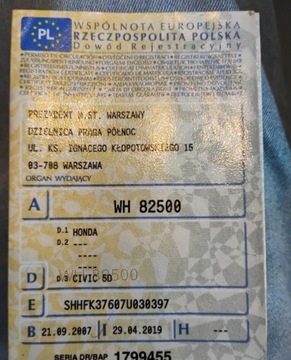 PL
WSPÓLNOTA EUROPEJSKA
RZECZPOSPOLITA POLSKA
Dowód Rejestracyjny
PREZYDENT M.ST. WARSZAWY
DZIELNICA PRAGA PÓŁNOC
UL. KS. IGNACEGO KŁOPOTOWSKIEGO 15
03-708 WARSZAWA
ORGAN WYDAJĄCY
A WH 82500
D.1 HONDA
D.2 ---
----
----
D D.3 CIVIC 5D
E SHHFK37607U030397
B 21.09.2007 I 29.04.2019 H ---
SERIA DR/BAP 1799455